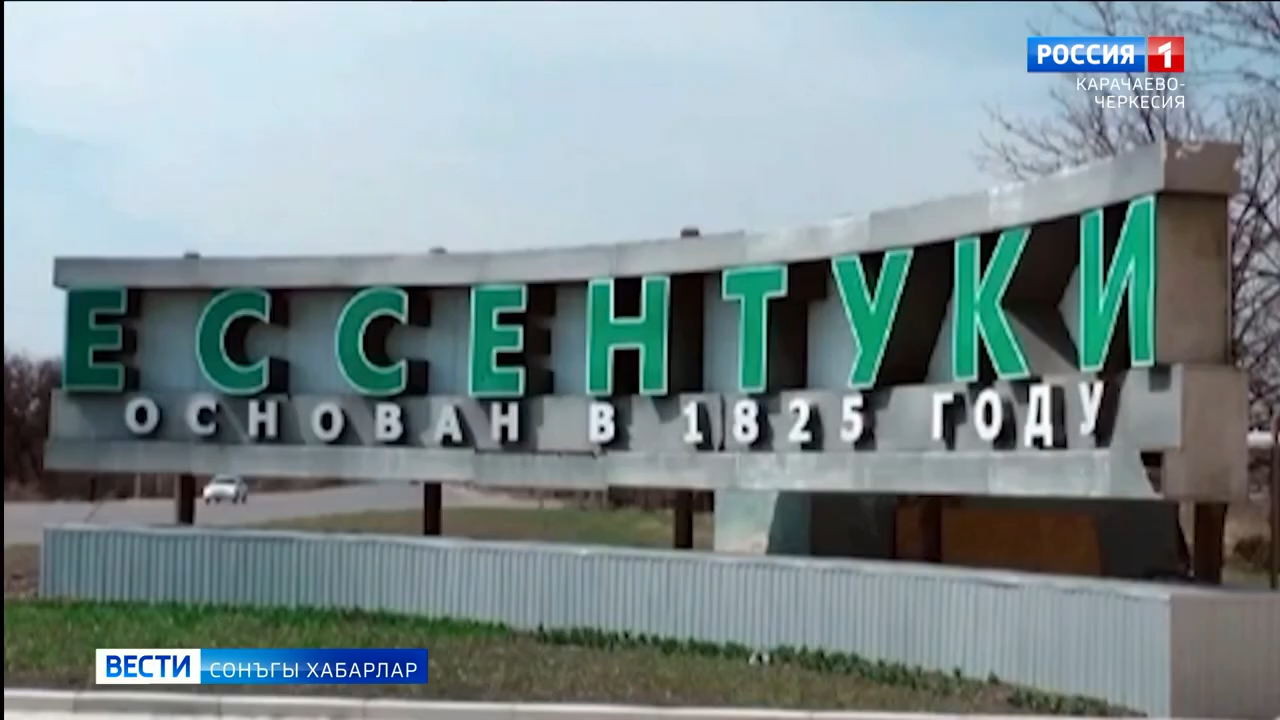 РОССИЯ 1
КАРАЧАЕВО-
ЧЕРКЕСИЯ
ЕССЕНТУКИ
ОСНОВАН В 1825 ГОДУ
ВЕСТИ СОНЪГЫ ХАБАРЛАР